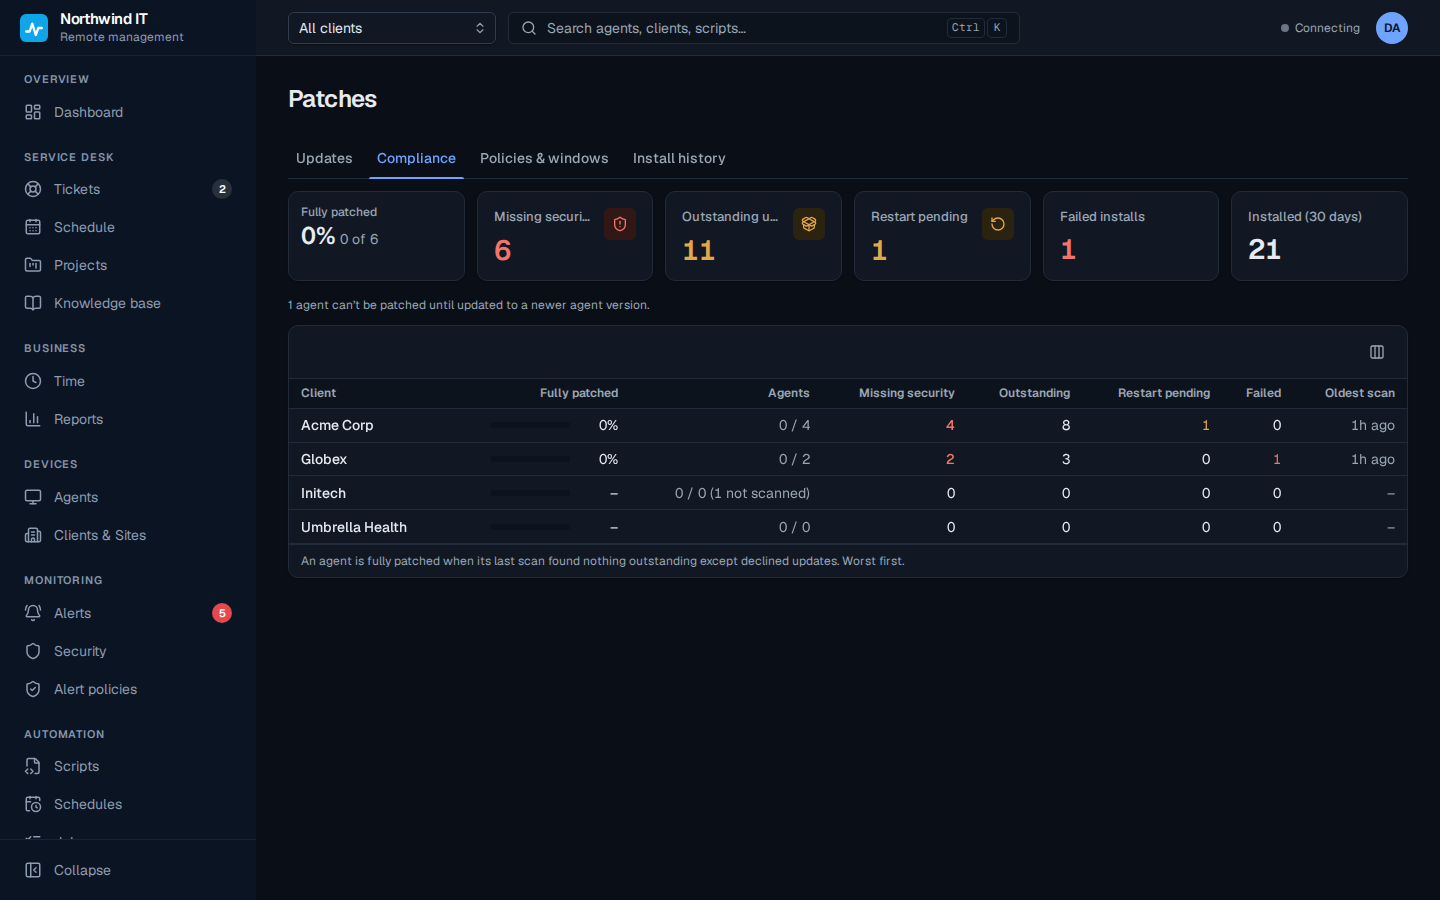 Northwind IT
Remote management
All clients
Search agents, clients, scripts...
Ctrl K
Connecting
DA
OVERVIEW
Dashboard
SERVICE DESK
Tickets 2
Schedule
Projects
Knowledge base
BUSINESS
Time
Reports
DEVICES
Agents
Clients & Sites
MONITORING
Alerts 5
Security
Alert policies
AUTOMATION
Scripts
Schedules
Collapse
Patches
Updates Compliance Policies & windows Install history
Fully patched
0% 0 of 6
Missing securi...
6
Outstanding u...
11
Restart pending
1
Failed installs
1
Installed (30 days)
21
1 agent can't be patched until updated to a newer agent version.
Client Fully patched Agents Missing security Outstanding Restart pending Failed Oldest scan
Acme Corp 0% 0 / 4 4 8 1 0 1h ago
Globex 0% 0 / 2 2 3 0 1 1h ago
Initech – 0 / 0 (1 not scanned) 0 0 0 0 –
Umbrella Health – 0 / 0 0 0 0 0 –
An agent is fully patched when its last scan found nothing outstanding except declined updates. Worst first.